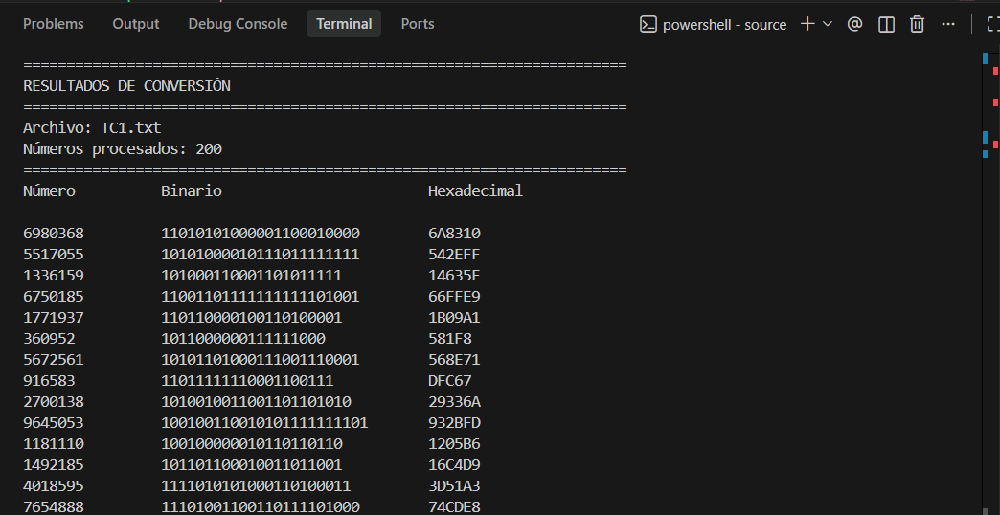 Problems Output Debug Console Terminal Ports powershell - source
======================================================================
RESULTADOS DE CONVERSIÓN
======================================================================
Archivo: TC1.txt
Números procesados: 200
======================================================================
Número Binario Hexadecimal
----------------------------------------------------------------------
6980368 11010101000001100010000 6A8310
5517055 10101000010111011111111 542EFF
1336159 101000110001101011111 14635F
6750185 11001101111111111101001 66FFE9
1771937 110110000100110100001 1B09A1
360952 1011000000111111000 581F8
5672561 10101101000111001110001 568E71
916583 11011111110001100111 DFC67
2700138 1010010011001101101010 29336A
9645053 100100110010101111111101 932BFD
1181110 100100000010110110110 1205B6
1492185 101101100010011011001 16C4D9
4018595 1111010101000110100011 3D51A3
7654888 11101001100110111101000 74CDE8